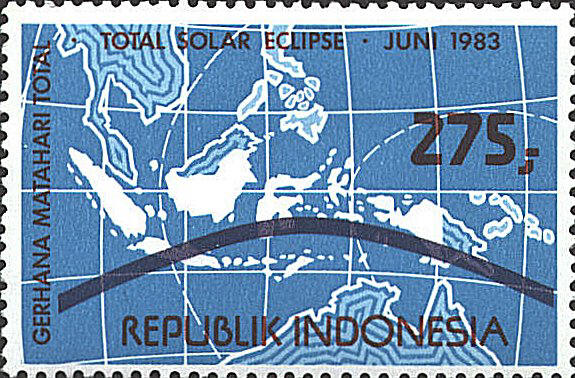 · TOTAL SOLAR ECLIPSE · JUNI 1983
GERHANA MATAHARI TOTAL
275,-
REPUBLIK INDONESIA